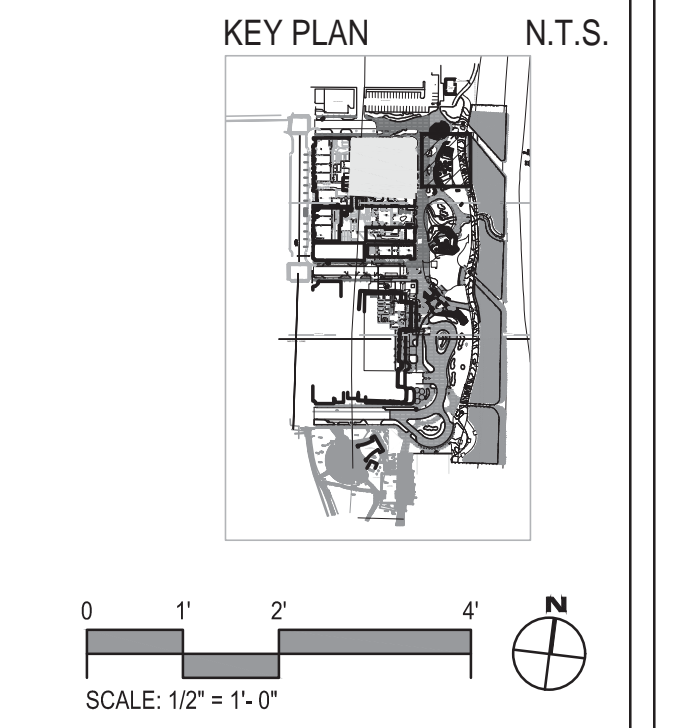 KEY PLAN N.T.S.
0 1' 2' 4'
N
SCALE: 1/2" = 1'- 0"